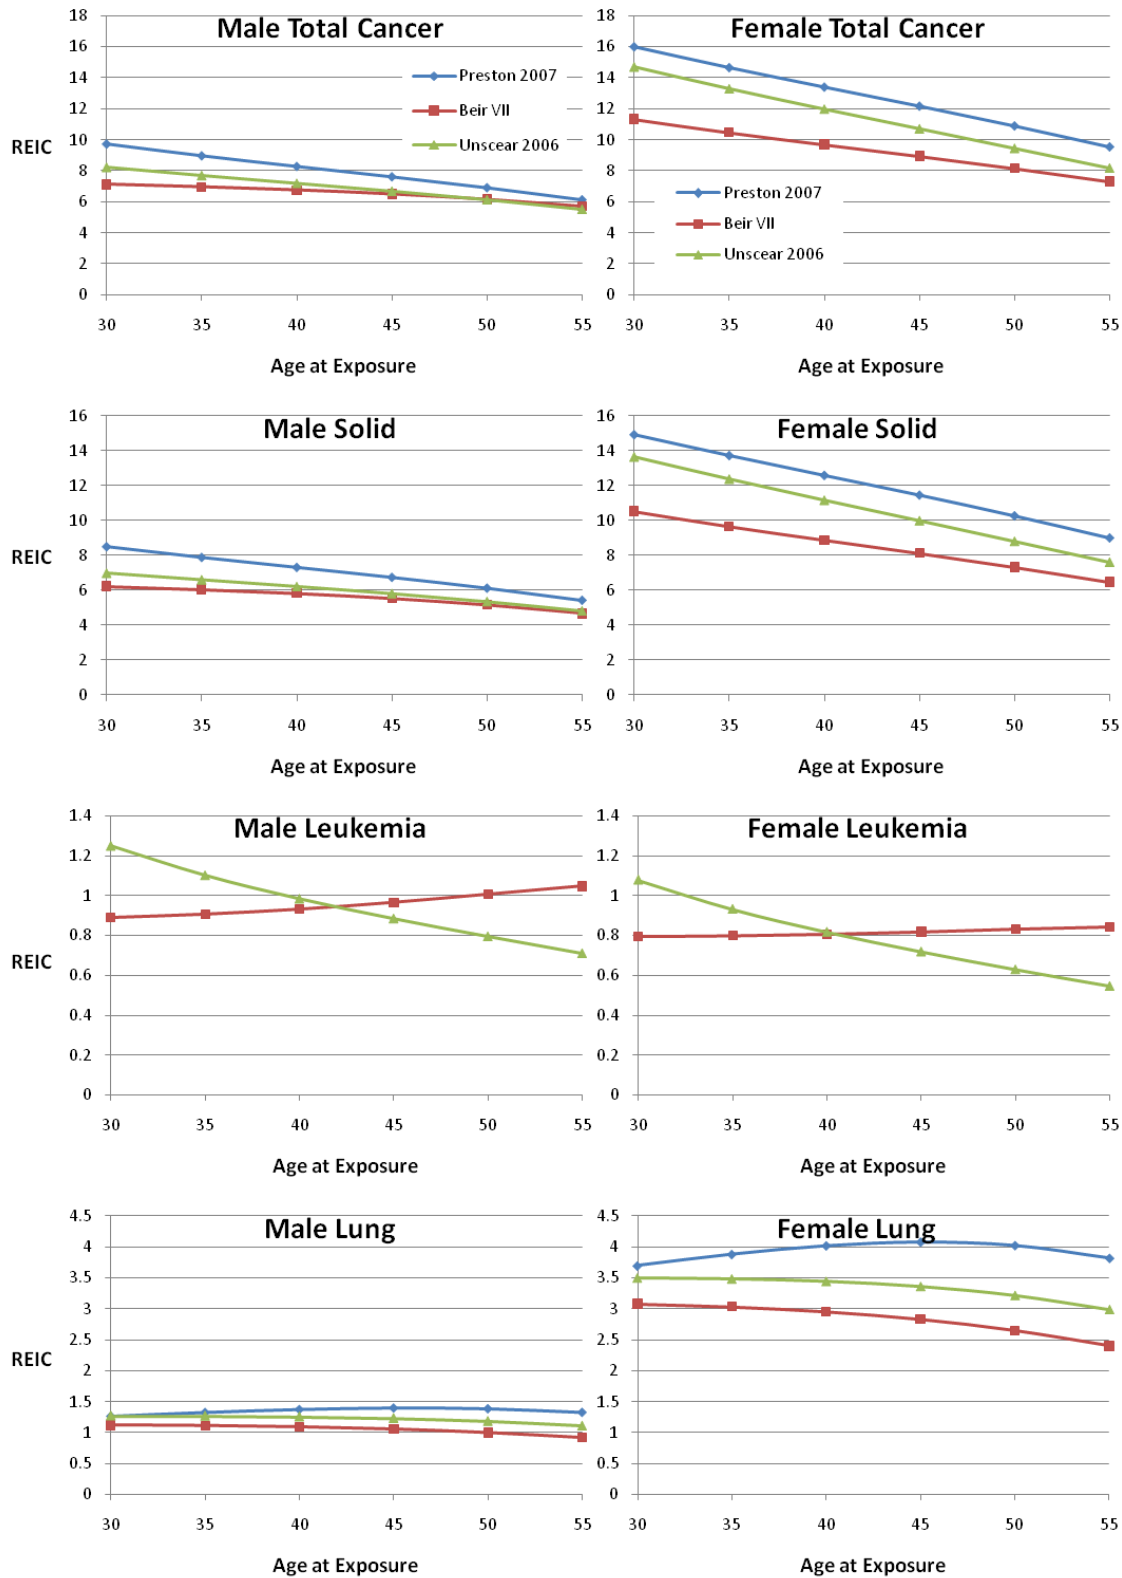 Male Total Cancer
18
16
14
12
10
8
6
4
2
0
REIC
Preston 2007
Beir VII
Unscear 2006
30 35 40 45 50 55
Age at Exposure
Female Total Cancer
18
16
14
12
10
8
6
4
2
0
Preston 2007
Beir VII
Unscear 2006
30 35 40 45 50 55
Age at Exposure
Male Solid
16
14
12
10
8
6
4
2
0
REIC
30 35 40 45 50 55
Age at Exposure
Female Solid
16
14
12
10
8
6
4
2
0
30 35 40 45 50 55
Age at Exposure
Male Leukemia
1.4
1.2
1
0.8
0.6
0.4
0.2
0
REIC
30 35 40 45 50 55
Age at Exposure
Female Leukemia
1.4
1.2
1
0.8
0.6
0.4
0.2
0
30 35 40 45 50 55
Age at Exposure
Male Lung
4.5
4
3.5
3
2.5
2
1.5
1
0.5
0
REIC
30 35 40 45 50 55
Age at Exposure
Female Lung
4.5
4
3.5
3
2.5
2
1.5
1
0.5
0
30 35 40 45 50 55
Age at Exposure